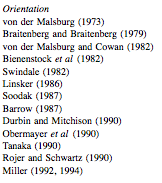 Orientation
von der Malsburg (1973)
Braitenberg and Braitenberg (1979)
von der Malsburg and Cowan (1982)
Bienenstock et al (1982)
Swindale (1982)
Linsker (1986)
Soodak (1987)
Barrow (1987)
Durbin and Mitchison (1990)
Obermayer et al (1990)
Tanaka (1990)
Rojer and Schwartz (1990)
Miller (1992, 1994)